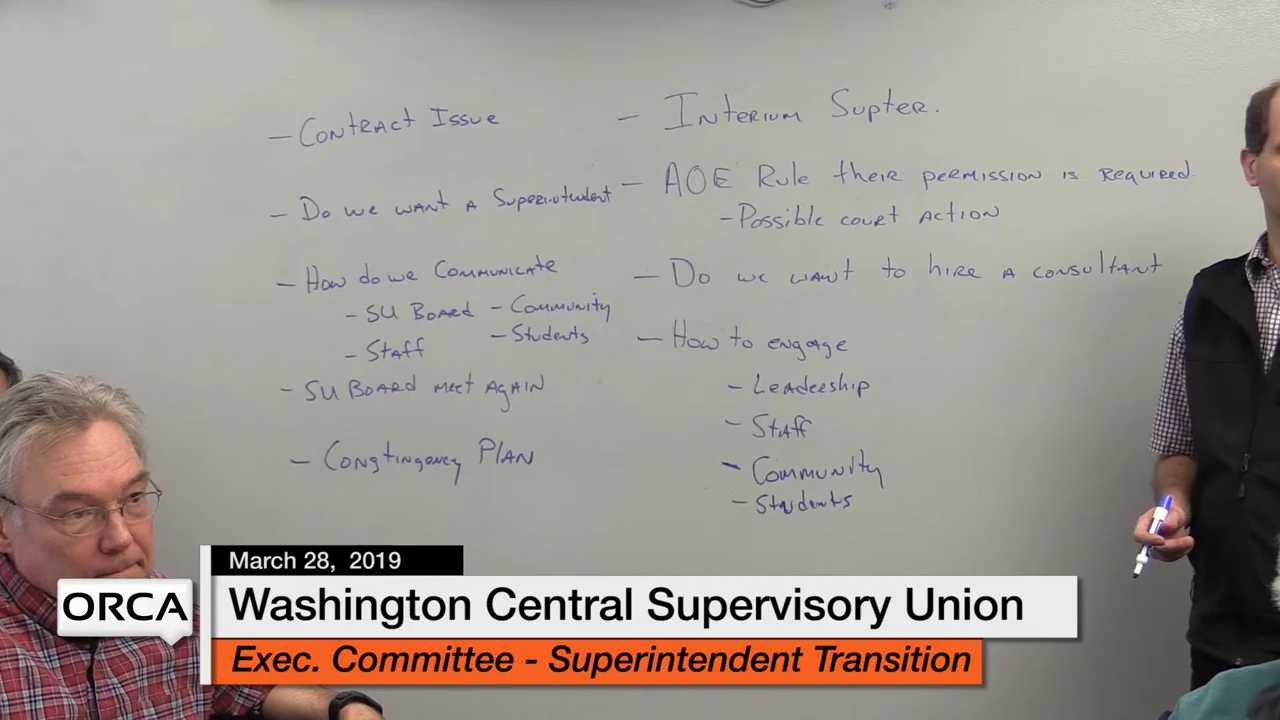 - Contract Issue
- Do we want a Superintendent
- How do we Communicate
- SU Board - Community
- Staff - Students
- SU Board meet again
- Congtingency Plan
- Interium Supter.
- AOE Rule their permission is required.
- Possible court action
- Do we want to hire a consultant
- How to engage
- Leadership
- Staff
- Community
- Students
March 28, 2019
ORCA
Washington Central Supervisory Union
Exec. Committee - Superintendent Transition